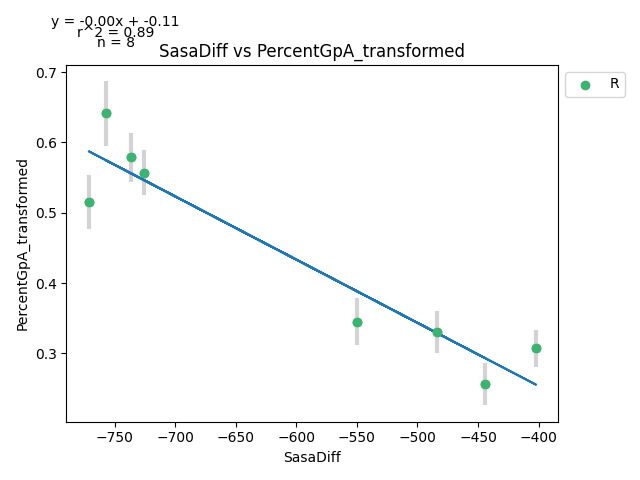 y = -0.00x + -0.11
r^2 = 0.89
n = 8
SasaDiff vs PercentGpA_transformed
R
PercentGpA_transformed
0.7
0.6
0.5
0.4
0.3
−750
−700
−650
−600
−550
−500
−450
−400
SasaDiff